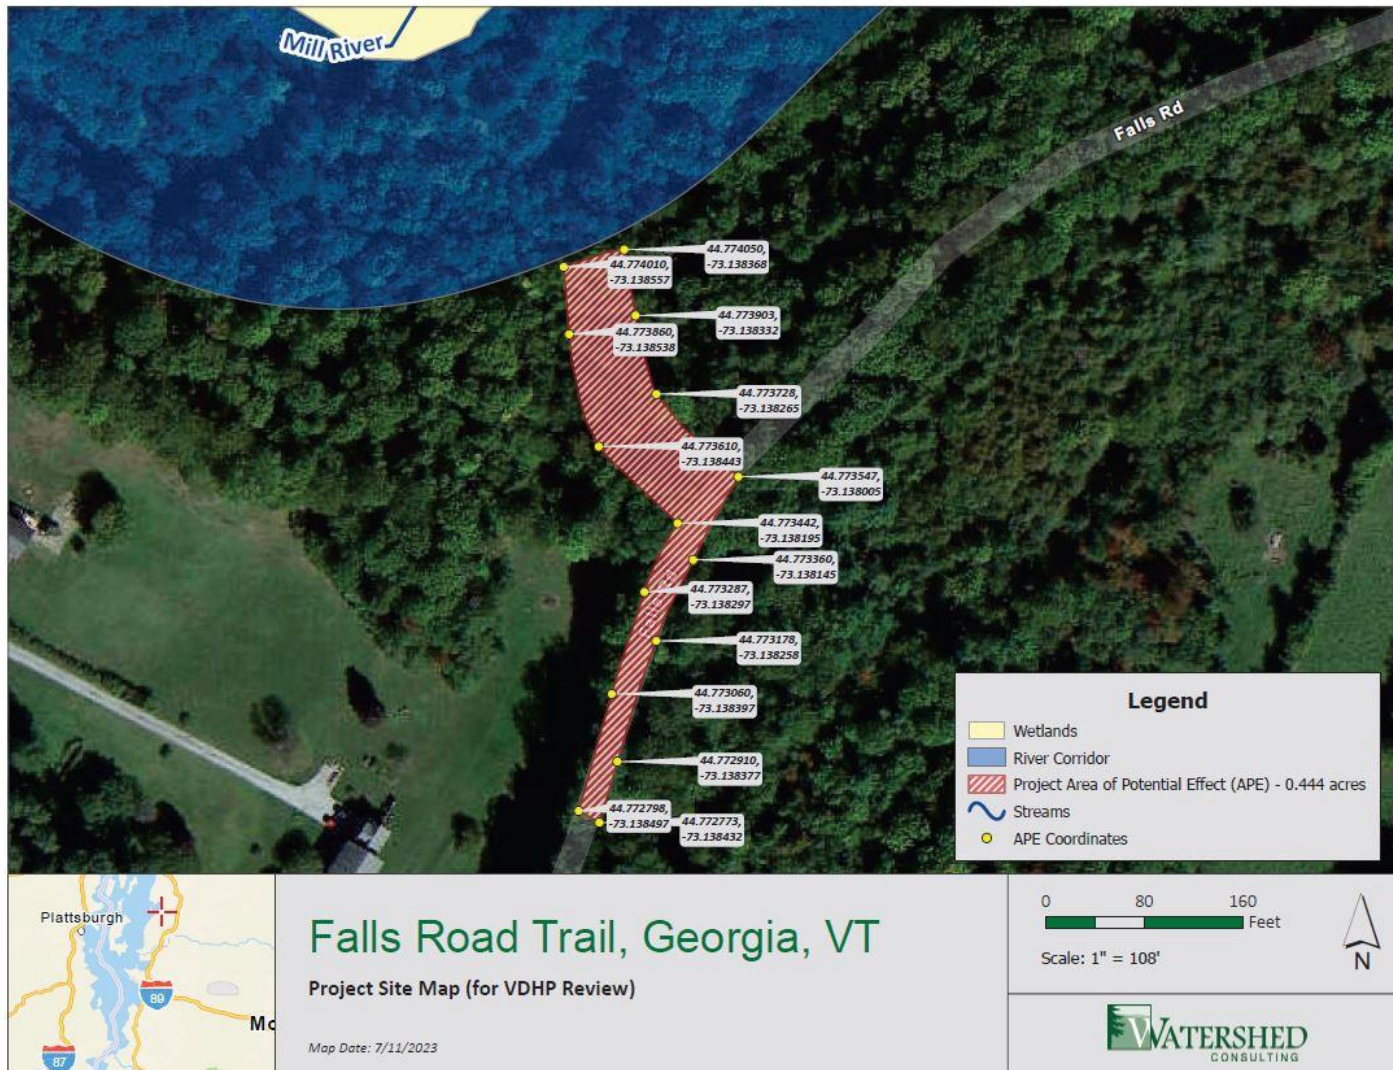 Mill River
Falls Rd
44.774050,
-73.138368
44.774010,
-73.138557
44.773903,
-73.138332
44.773860,
-73.138538
44.773728,
-73.138265
44.773610,
-73.138443
44.773547,
-73.138005
44.773442,
-73.138195
44.773360,
-73.138145
44.773287,
-73.138297
44.773178,
-73.138258
44.773060,
-73.138397
44.772910,
-73.138377
44.772798,
-73.138497
44.772773,
-73.138432
Legend
Wetlands
River Corridor
Project Area of Potential Effect (APE) - 0.444 acres
Streams
APE Coordinates
Plattsburgh
89
Mo
87
Falls Road Trail, Georgia, VT
Project Site Map (for VDHP Review)
Map Date: 7/11/2023
0 80 160
Feet
Scale: 1" = 108'
N
WATERSHED
CONSULTING